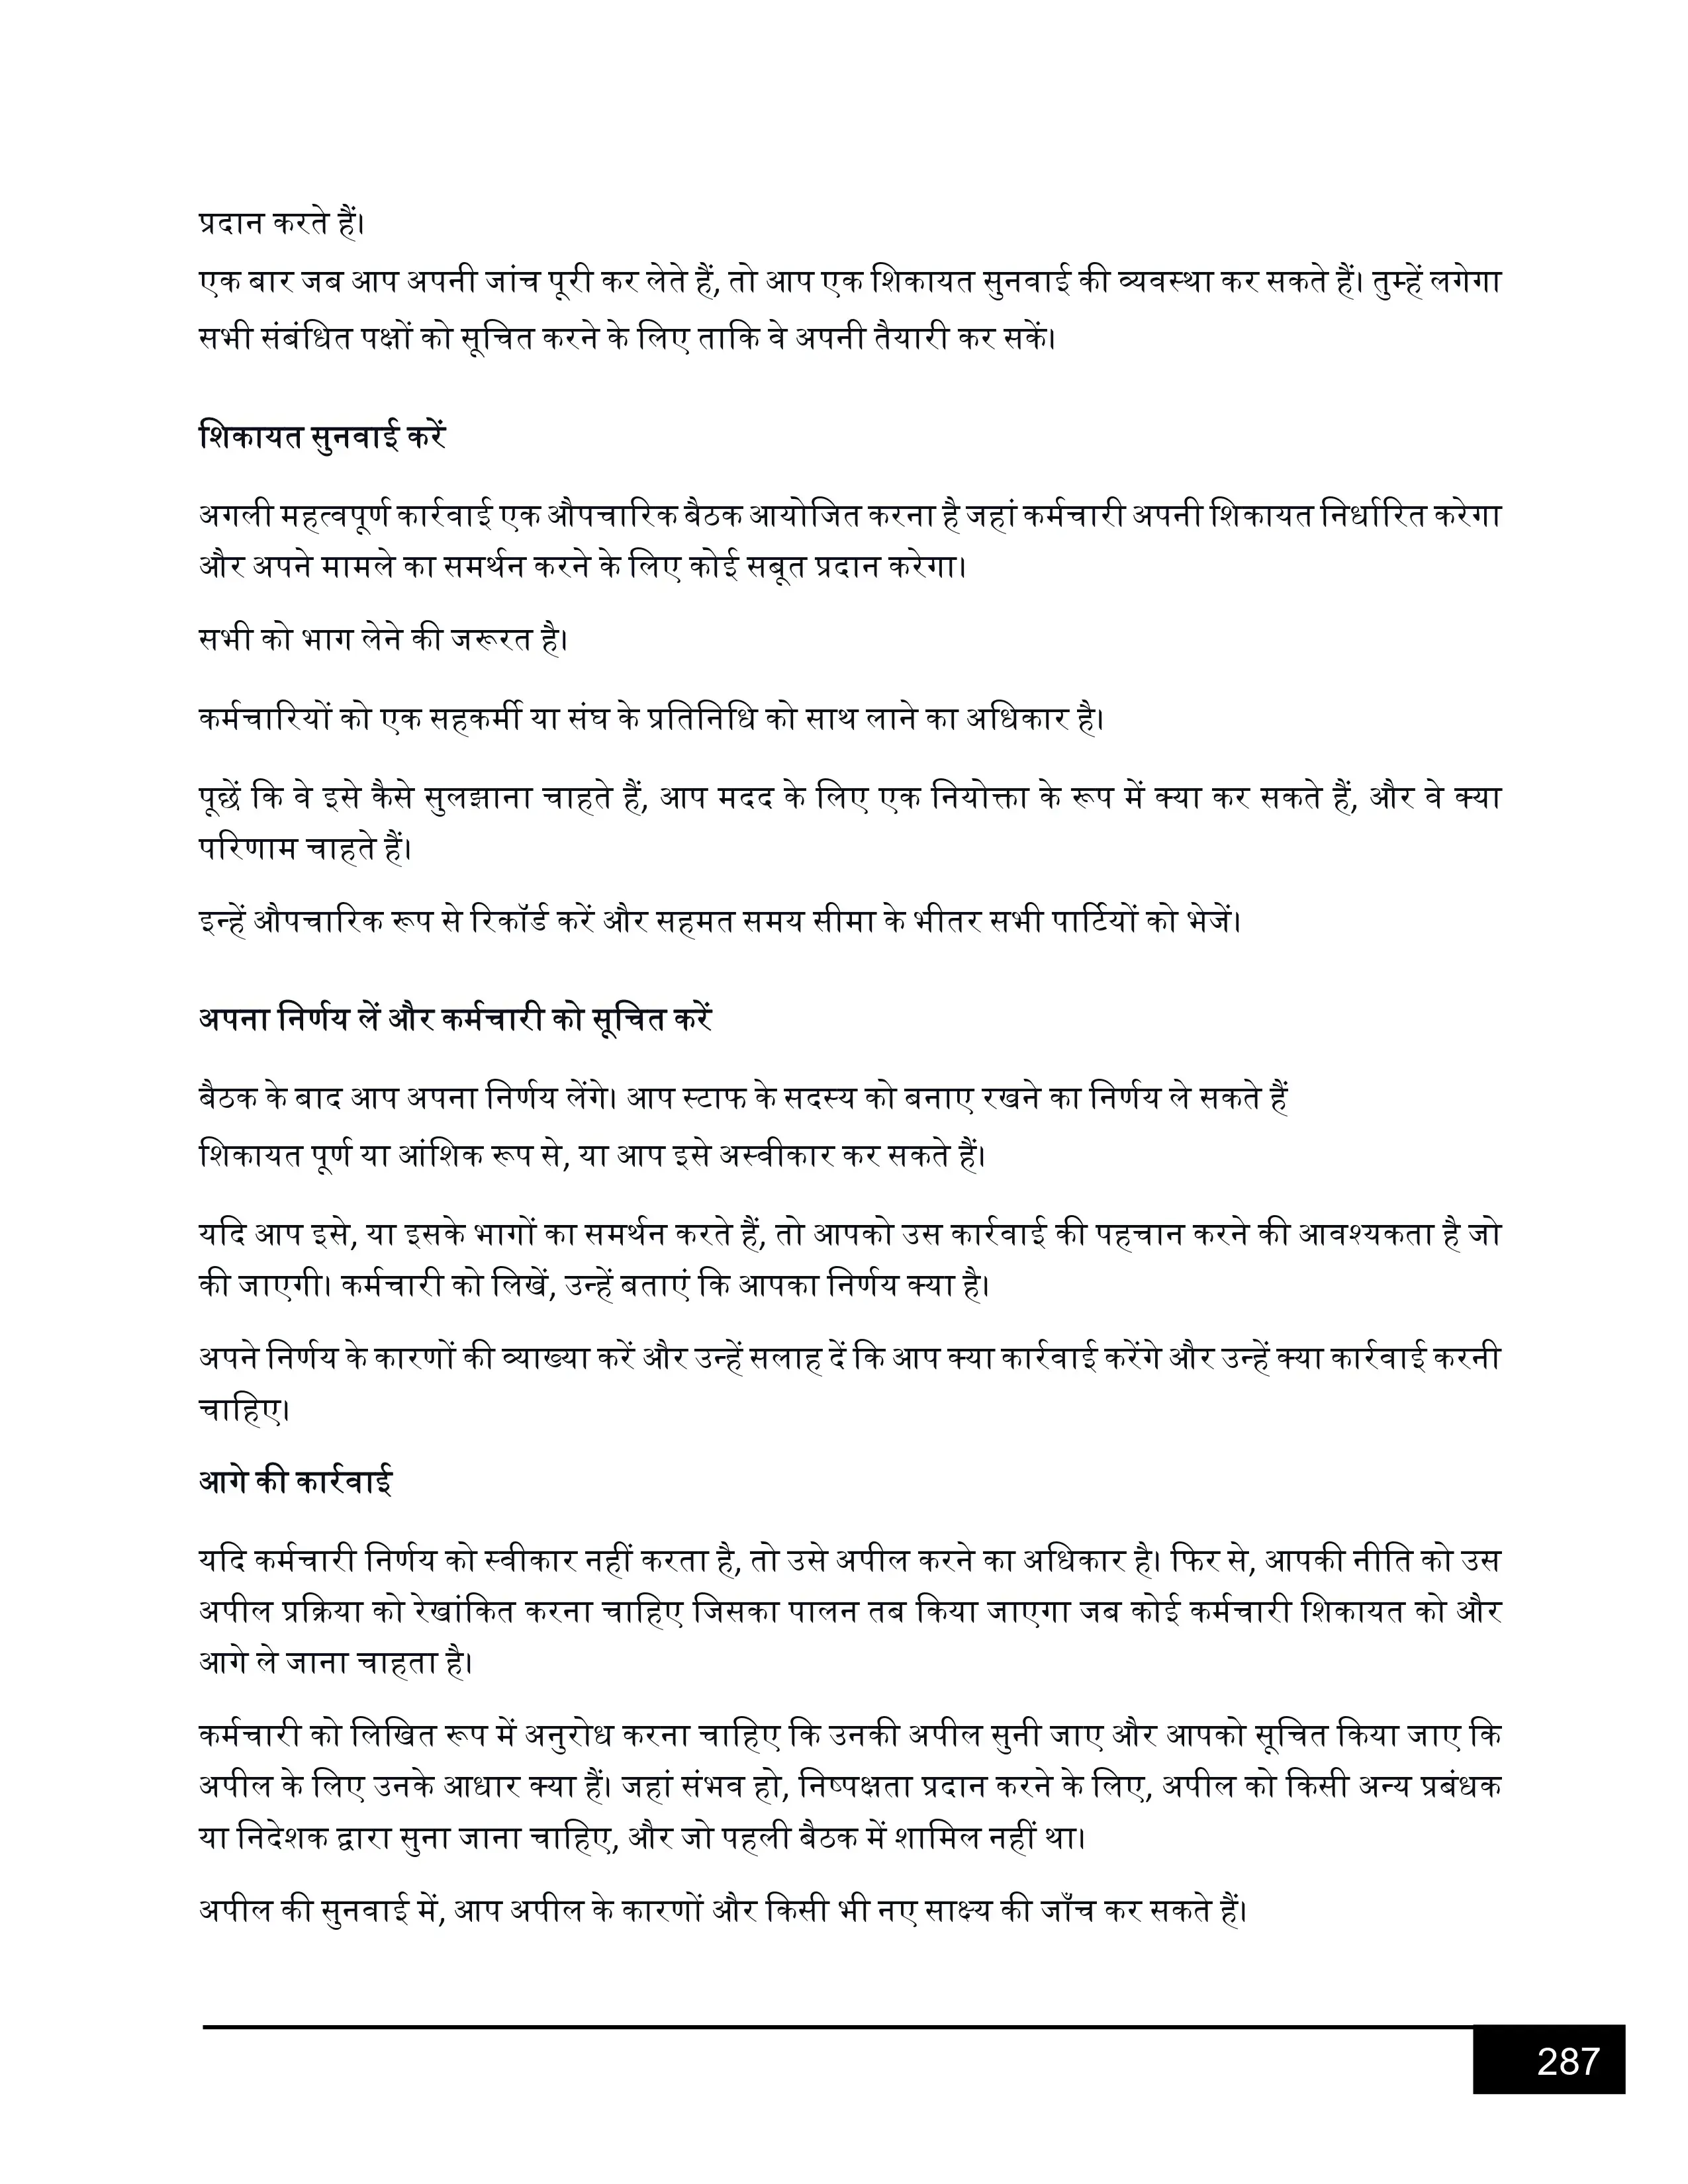 प्रदान करते हैं।
एक बार जब आप अपनी जांच पूरी कर लेते हैं, तो आप एक शिकायत सुनवाई की व्यवस्था कर सकते हैं। तुम्हें लगेगा
सभी संबंधित पक्षों को सूचित करने के लिए ताकि वे अपनी तैयारी कर सकें।
शिकायत सुनवाई करें
अगली महत्वपूर्ण कार्रवाई एक औपचारिक बैठक आयोजित करना है जहां कर्मचारी अपनी शिकायत निर्धारित करेगा
और अपने मामले का समर्थन करने के लिए कोई सबूत प्रदान करेगा।
सभी को भाग लेने की जरूरत है।
कर्मचारियों को एक सहकर्मी या संघ के प्रतिनिधि को साथ लाने का अधिकार है।
पूछें कि वे इसे कैसे सुलझाना चाहते हैं, आप मदद के लिए एक नियोक्ता के रूप में क्या कर सकते हैं, और वे क्या
परिणाम चाहते हैं।
इन्हें औपचारिक रूप से रिकॉर्ड करें और सहमत समय सीमा के भीतर सभी पार्टियों को भेजें।
अपना निर्णय लें और कर्मचारी को सूचित करें
बैठक के बाद आप अपना निर्णय लेंगे। आप स्टाफ के सदस्य को बनाए रखने का निर्णय ले सकते हैं
शिकायत पूर्ण या आंशिक रूप से, या आप इसे अस्वीकार कर सकते हैं।
यदि आप इसे, या इसके भागों का समर्थन करते हैं, तो आपको उस कार्रवाई की पहचान करने की आवश्यकता है जो
की जाएगी। कर्मचारी को लिखें, उन्हें बताएं कि आपका निर्णय क्या है।
अपने निर्णय के कारणों की व्याख्या करें और उन्हें सलाह दें कि आप क्या कार्रवाई करेंगे और उन्हें क्या कार्रवाई करनी
चाहिए।
आगे की कार्रवाई
यदि कर्मचारी निर्णय को स्वीकार नहीं करता है, तो उसे अपील करने का अधिकार है। फिर से, आपकी नीति को उस
अपील प्रक्रिया को रेखांकित करना चाहिए जिसका पालन तब किया जाएगा जब कोई कर्मचारी शिकायत को और
आगे ले जाना चाहता है।
कर्मचारी को लिखित रूप में अनुरोध करना चाहिए कि उनकी अपील सुनी जाए और आपको सूचित किया जाए कि
अपील के लिए उनके आधार क्या हैं। जहां संभव हो, निष्पक्षता प्रदान करने के लिए, अपील को किसी अन्य प्रबंधक
या निदेशक द्वारा सुना जाना चाहिए, और जो पहली बैठक में शामिल नहीं था।
अपील की सुनवाई में, आप अपील के कारणों और किसी भी नए साक्ष्य की जाँच कर सकते हैं।
287